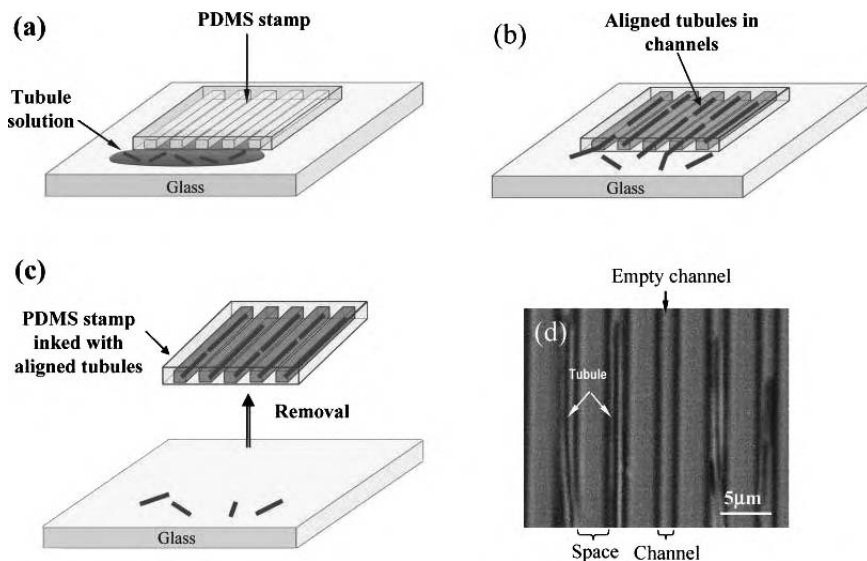 (a)
PDMS stamp
Tubule
solution
Glass
(b)
Aligned tubules in
channels
Glass
(c)
PDMS stamp
inked with
aligned tubules
Removal
Glass
Empty channel
(d)
Tubule
5μm
Space
Channel